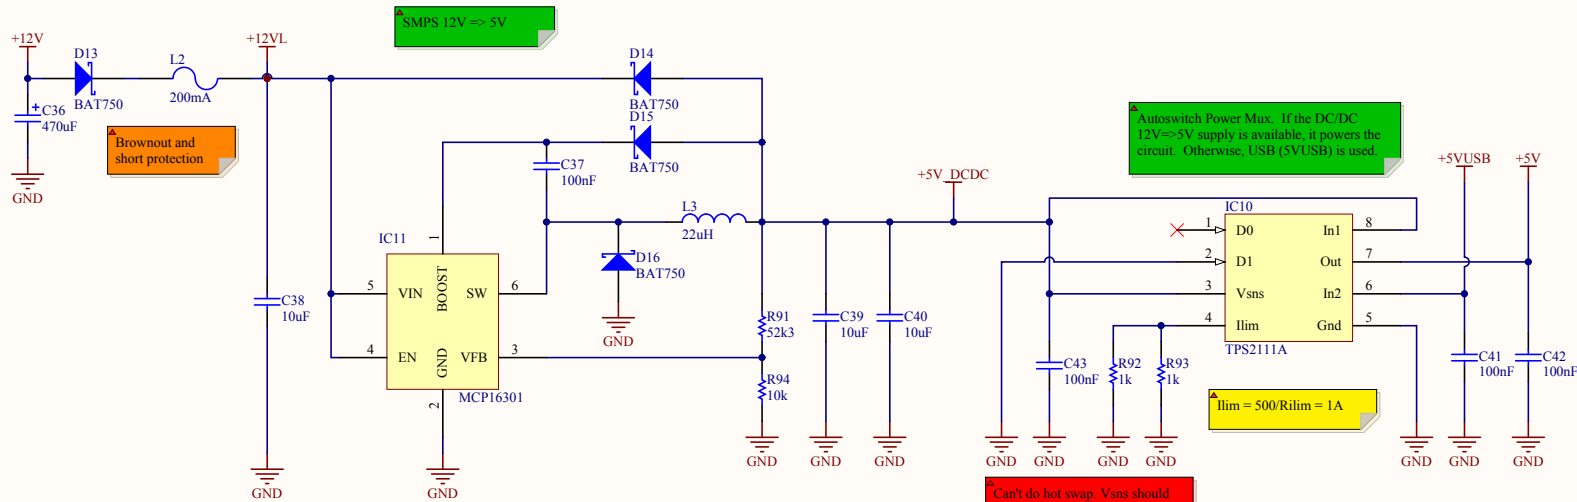 SMPS 12V => 5V
+12V
D13
BAT750
L2
200mA
+12VL
C36
470uF
GND
Brownout and
short protection
D14
BAT750
D15
BAT750
C37
100nF
L3
22uH
D16
BAT750
GND
IC11
1
BOOST
5
VIN
SW
6
4
EN
GND
VFB
3
2
MCP16301
GND
C38
10uF
GND
R91
52k3
R94
10k
GND
C39
10uF
GND
C40
10uF
GND
+5V_DCDC
Autoswitch Power Mux. If the DC/DC
12V=>5V supply is available, it powers the
circuit. Otherwise, USB (5VUSB) is used.
+5VUSB
+5V
IC10
1
D0
In1
8
2
D1
Out
7
3
Vsns
In2
6
4
Ilim
Gnd
5
TPS2111A
C43
100nF
R92
1k
R93
1k
C41
100nF
C42
100nF
Ilim = 500/Rilim = 1A
GND
GND
GND
GND
GND
GND
GND
Can't do hot swap. Vsns should